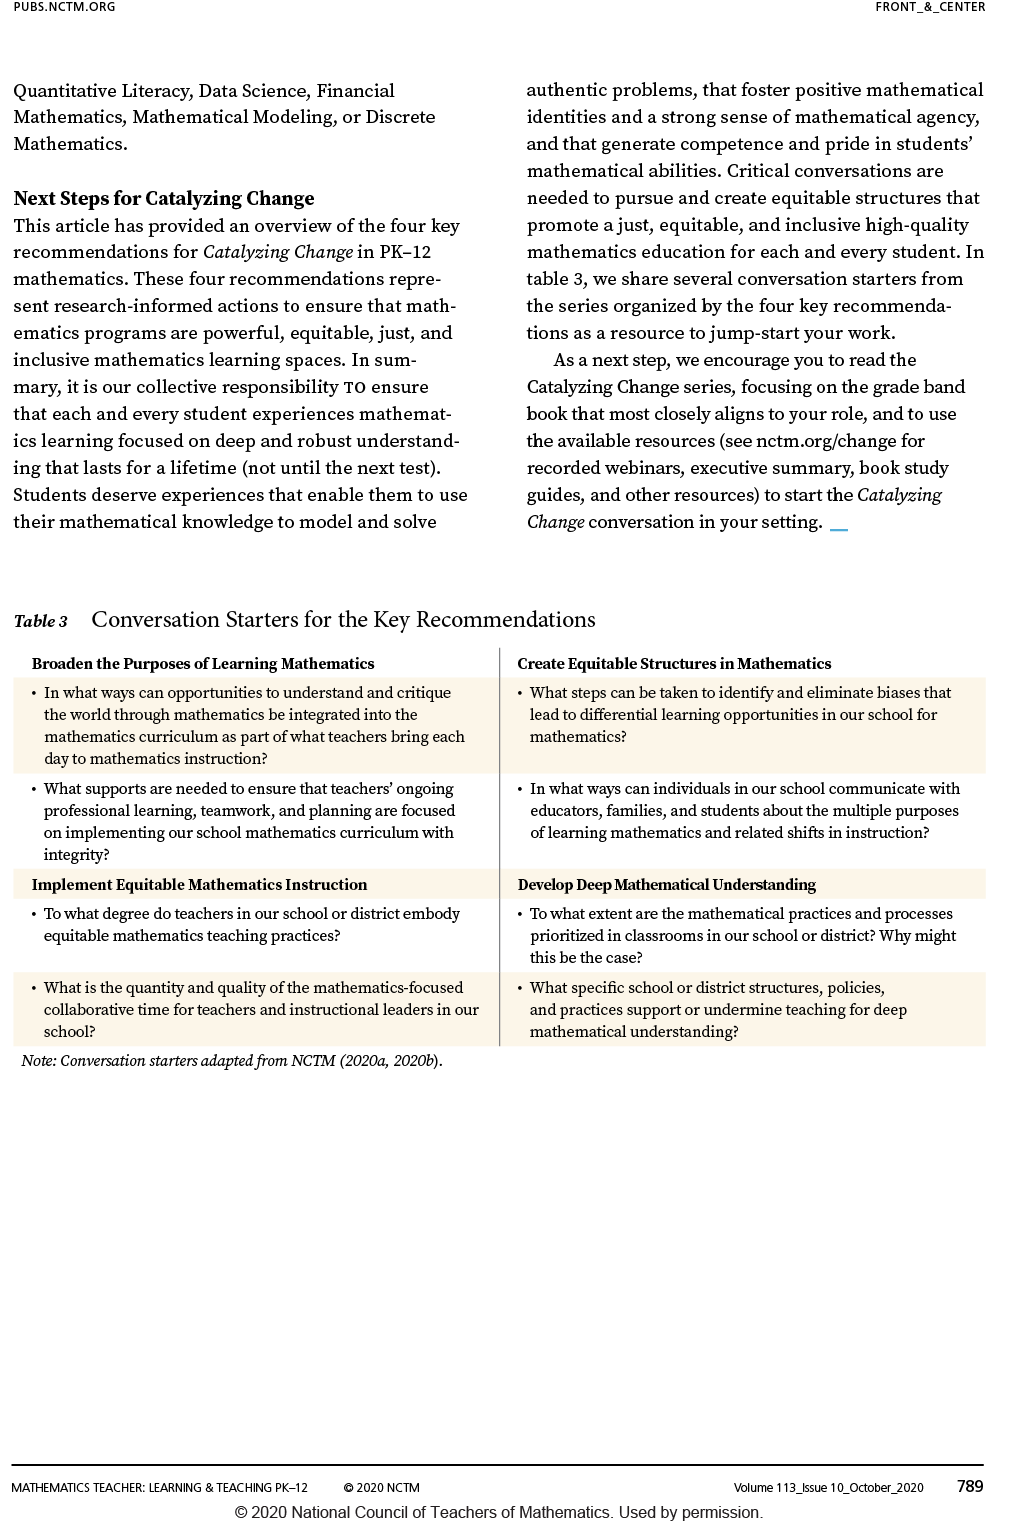 PUBS.NCTM.ORG
FRONT_&_CENTER
Quantitative Literacy, Data Science, Financial
Mathematics, Mathematical Modeling, or Discrete
Mathematics.
Next Steps for Catalyzing Change
This article has provided an overview of the four key
recommendations for Catalyzing Change in PK–12
mathematics. These four recommendations repre-
sent research-informed actions to ensure that math-
ematics programs are powerful, equitable, just, and
inclusive mathematics learning spaces. In sum-
mary, it is our collective responsibility TO ensure
that each and every student experiences mathemat-
ics learning focused on deep and robust understand-
ing that lasts for a lifetime (not until the next test).
Students deserve experiences that enable them to use
their mathematical knowledge to model and solve
authentic problems, that foster positive mathematical
identities and a strong sense of mathematical agency,
and that generate competence and pride in students’
mathematical abilities. Critical conversations are
needed to pursue and create equitable structures that
promote a just, equitable, and inclusive high-quality
mathematics education for each and every student. In
table 3, we share several conversation starters from
the series organized by the four key recommenda-
tions as a resource to jump-start your work.
As a next step, we encourage you to read the
Catalyzing Change series, focusing on the grade band
book that most closely aligns to your role, and to use
the available resources (see nctm.org/change for
recorded webinars, executive summary, book study
guides, and other resources) to start the Catalyzing
Change conversation in your setting.
Table 3 Conversation Starters for the Key Recommendations
Broaden the Purposes of Learning Mathematics
• In what ways can opportunities to understand and critique
the world through mathematics be integrated into the
mathematics curriculum as part of what teachers bring each
day to mathematics instruction?
• What supports are needed to ensure that teachers’ ongoing
professional learning, teamwork, and planning are focused
on implementing our school mathematics curriculum with
integrity?
Create Equitable Structures in Mathematics
• What steps can be taken to identify and eliminate biases that
lead to differential learning opportunities in our school for
mathematics?
• In what ways can individuals in our school communicate with
educators, families, and students about the multiple purposes
of learning mathematics and related shifts in instruction?
Implement Equitable Mathematics Instruction
• To what degree do teachers in our school or district embody
equitable mathematics teaching practices?
• What is the quantity and quality of the mathematics-focused
collaborative time for teachers and instructional leaders in our
school?
Develop Deep Mathematical Understanding
• To what extent are the mathematical practices and processes
prioritized in classrooms in our school or district? Why might
this be the case?
• What specific school or district structures, policies,
and practices support or undermine teaching for deep
mathematical understanding?
Note: Conversation starters adapted from NCTM (2020a, 2020b).
MATHEMATICS TEACHER: LEARNING & TEACHING PK–12 © 2020 NCTM
Volume 113_Issue 10_October_2020 789
© 2020 National Council of Teachers of Mathematics. Used by permission.